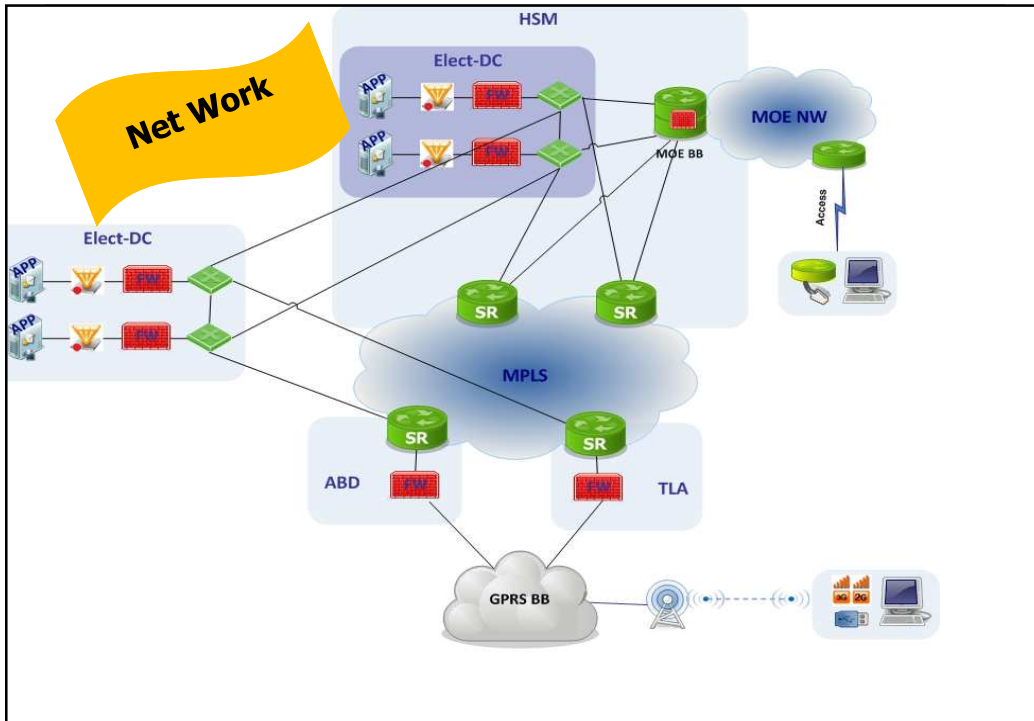 HSM
Net Work
Elect-DC
APP
FW
APP
FW
MOE BB
MOE NW
Access
Elect-DC
APP
FW
APP
FW
SR
SR
MPLS
SR
SR
ABD
FW
FW
TLA
GPRS BB
3G
2G